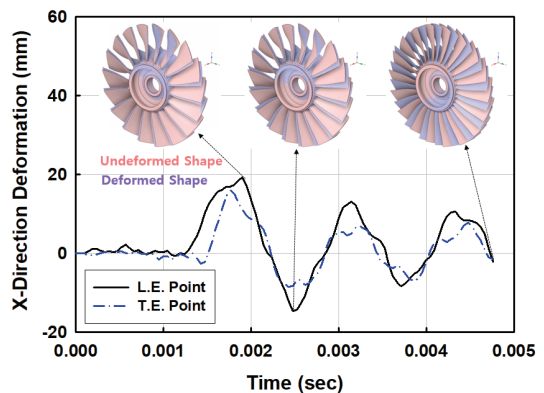 X-Direction Deformation (mm)
60
40
20
0
-20
Undeformed Shape
Deformed Shape
L.E. Point
T.E. Point
0.000 0.001 0.002 0.003 0.004 0.005
Time (sec)